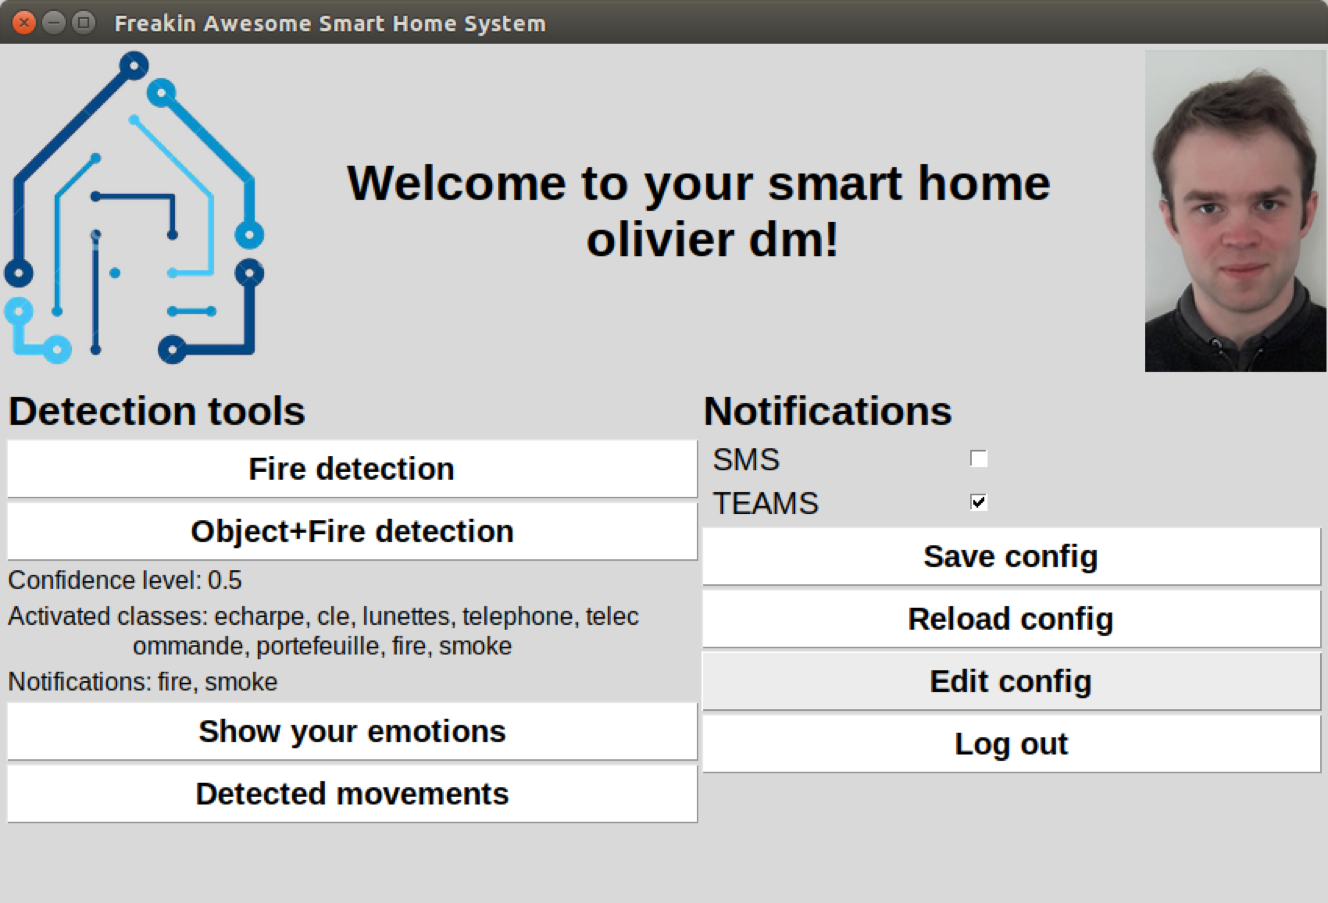 Freakin Awesome Smart Home System
Welcome to your smart home
olivier dm!
Detection tools
Fire detection
Object+Fire detection
Confidence level: 0.5
Activated classes: echarpe, cle, lunettes, telephone, telec
ommande, portefeuille, fire, smoke
Notifications: fire, smoke
Show your emotions
Detected movements
Notifications
SMS
TEAMS
Save config
Reload config
Edit config
Log out